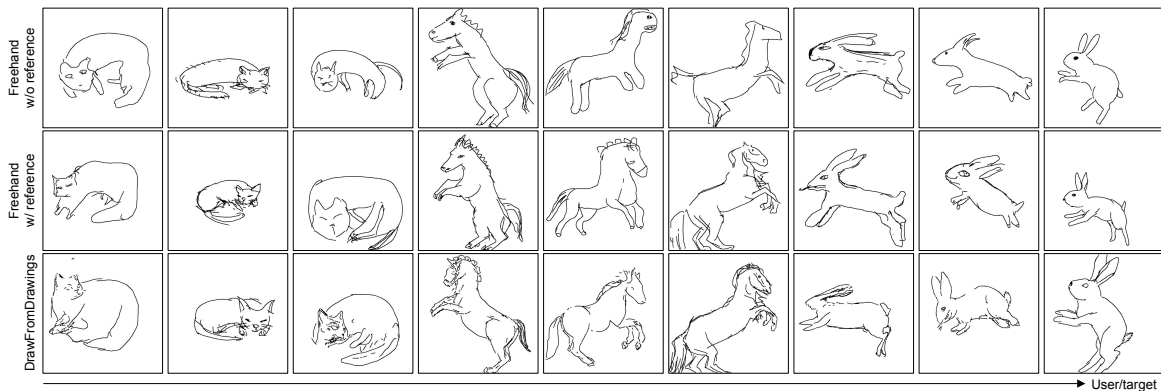 Freehand
w/o reference
Freehand
w/ reference
DrawFromDrawings
User/target